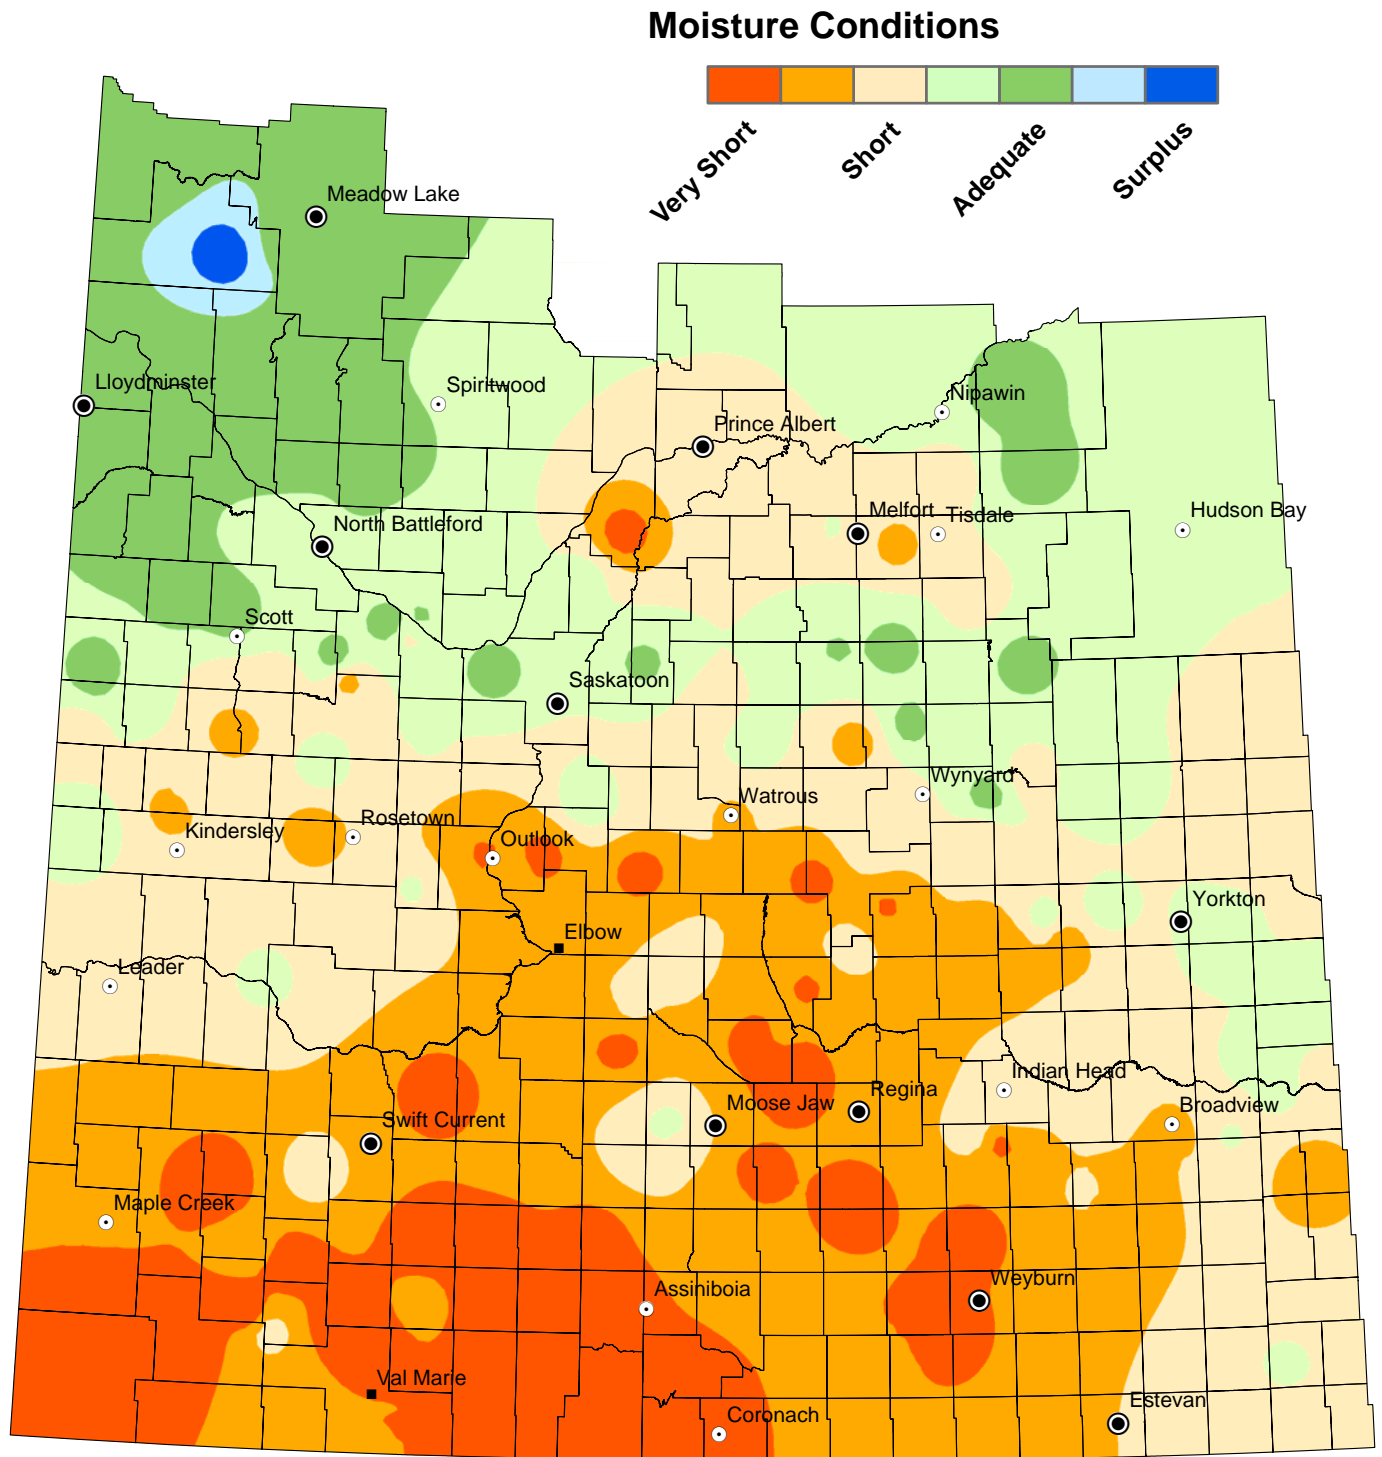 Moisture Conditions
Very Short
Short
Adequate
Surplus
Meadow Lake
Lloydminster
Spiritwood
Nipawin
Prince Albert
Melfort
Tisdale
Hudson Bay
North Battleford
Scott
Saskatoon
Wynyard
Watrous
Rosetown
Kindersley
Outlook
Yorkton
Elbow
Leader
Indian Head
Regina
Moose Jaw
Broadview
Swift Current
Maple Creek
Weyburn
Assiniboia
Val Marie
Estevan
Coronach